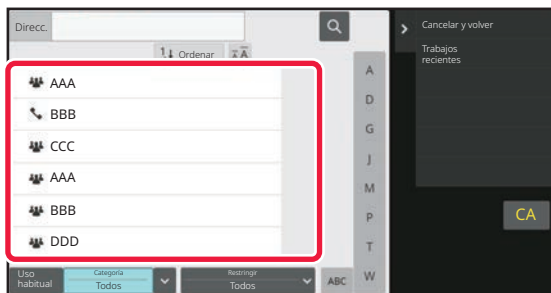 Direcc.
1 Ordenar A
AAA
BBB
CCC
AAA
BBB
DDD
A
D
G
J
M
P
T
W
Uso
habitual
Categoría
Todos
Restringir
Todos
ABC
Cancelar y volver
Trabajos
recientes
CA